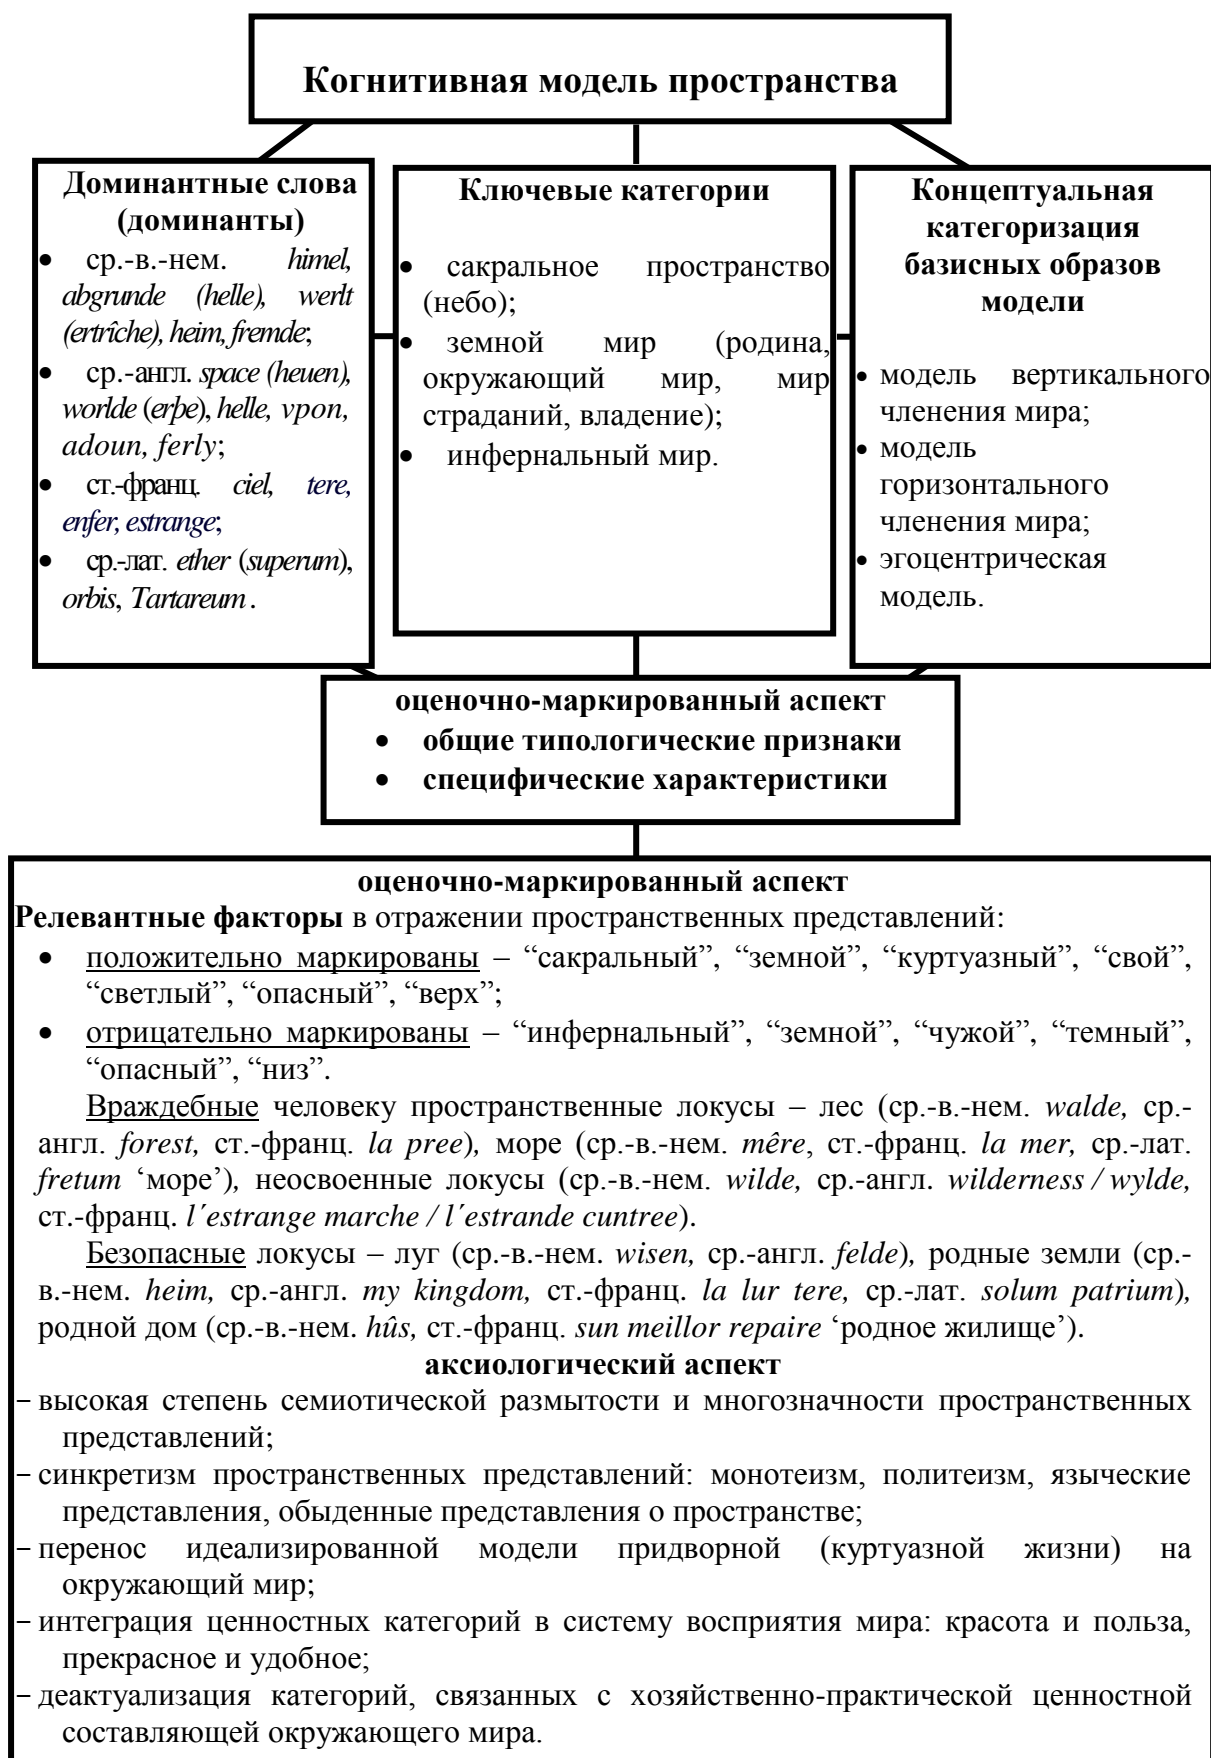 Когнитивная модель пространства
Доминантные слова
(доминанты)
• ср.-в.-нем. himel,
abgrunde (helle), werlt
(ertrîche), heim, fremde;
• ср.-англ. space (heuen),
worlde (erþe), helle, vpon,
adoun, ferly;
• ст.-франц. ciel, tere,
enfer, estrange;
• ср.-лат. ether (superum),
orbis, Tartareum .
Ключевые категории
• сакральное пространство
(небо);
• земной мир (родина,
окружающий мир, мир
страданий, владение);
• инфернальный мир.
Концептуальная
категоризация
базисных образов
модели
• модель вертикального
членения мира;
• модель
горизонтального
членения мира;
• эгоцентрическая
модель.
оценочно-маркированный аспект
• общие типологические признаки
• специфические характеристики
оценочно-маркированный аспект
Релевантные факторы в отражении пространственных представлений:
• положительно маркированы – “сакральный”, “земной”, “куртуазный”, “свой”,
“светлый”, “опасный”, “верх”;
• отрицательно маркированы – “инфернальный”, “земной”, “чужой”, “темный”,
“опасный”, “низ”.
Враждебные человеку пространственные локусы – лес (ср.-в.-нем. walde, ср.-
англ. forest, ст.-франц. la pree), море (ср.-в.-нем. mêre, ст.-франц. la mer, ср.-лат.
fretum ‘море’), неосвоенные локусы (ср.-в.-нем. wilde, ср.-англ. wilderness / wylde,
ст.-франц. l´estrange marche / l´estrande cuntree).
Безопасные локусы – луг (ср.-в.-нем. wisen, ср.-англ. felde), родные земли (ср.-
в.-нем. heim, ср.-англ. my kingdom, ст.-франц. la lur tere, ср.-лат. solum patrium),
родной дом (ср.-в.-нем. hûs, ст.-франц. sun meillor repaire ‘родное жилище’).
аксиологический аспект
− высокая степень семиотической размытости и многозначности пространственных
представлений;
− синкретизм пространственных представлений: монотеизм, политеизм, языческие
представления, обыденные представления о пространстве;
− перенос идеализированной модели придворной (куртуазной жизни) на
окружающий мир;
− интеграция ценностных категорий в систему восприятия мира: красота и польза,
прекрасное и удобное;
− деактуализация категорий, связанных с хозяйственно-практической ценностной
составляющей окружающего мира.